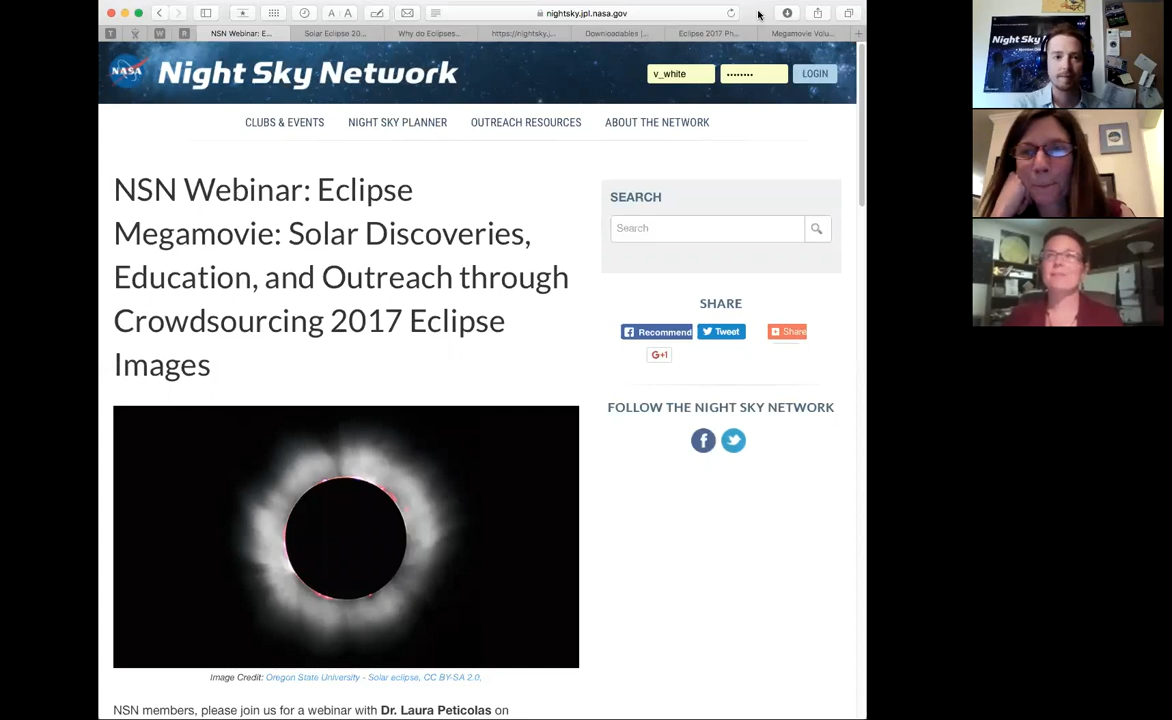 nightsky.jpl.nasa.gov
A A
T
W
R
NSN Webinar: E...
Solar Eclipse 20...
Why do Eclipses...
https://nightsky.j...
Downloadables |...
Eclipse 2017 Ph...
Megamovie Volu...
NASA
Night Sky Network
v_white
••••••••
LOGIN
CLUBS & EVENTS
NIGHT SKY PLANNER
OUTREACH RESOURCES
ABOUT THE NETWORK
NSN Webinar: Eclipse
Megamovie: Solar Discoveries,
Education, and Outreach through
Crowdsourcing 2017 Eclipse
Images
Image Credit: Oregon State University - Solar eclipse, CC BY-SA 2.0,
NSN members, please join us for a webinar with Dr. Laura Peticolas on
SEARCH
Search
SHARE
Recommend
Tweet
Share
G+1
FOLLOW THE NIGHT SKY NETWORK
Night Sky